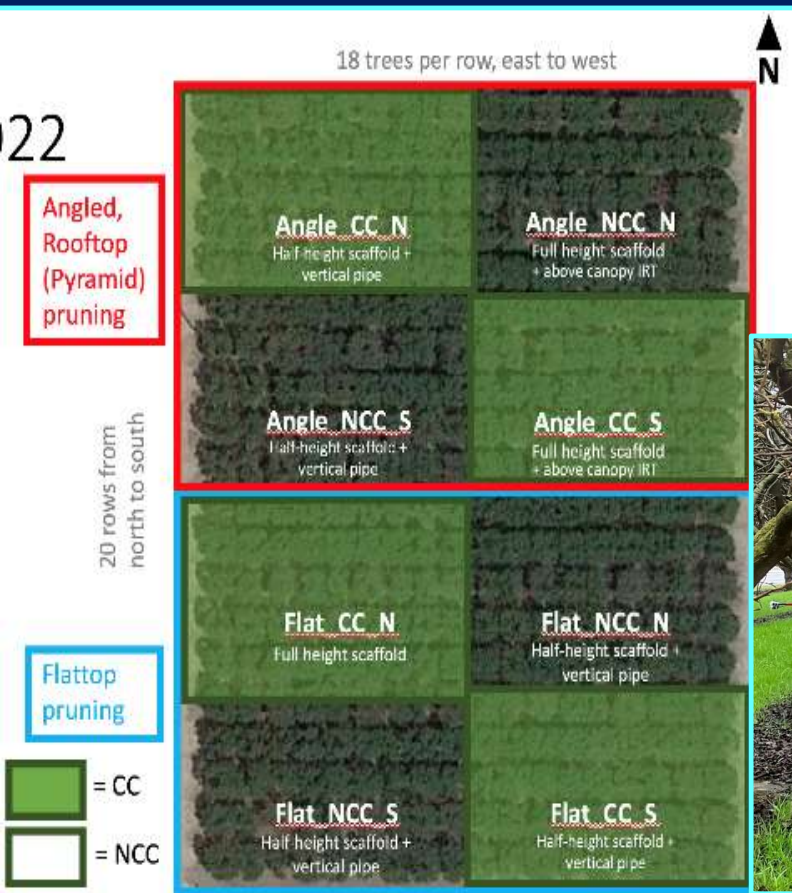 022
N
18 trees per row, east to west
Angled,
Rooftop
(Pyramid)
pruning
20 rows from
north to south
Angle_CC_N
Half-height scaffold +
vertical pipe
Angle_NCC_N
Full height scaffold
+ above canopy IRT
Angle_NCC_S
Half-height scaffold +
vertical pipe
Angle_CC_S
Full height scaffold
+ above canopy IRT
Flattop
pruning
Flat_CC_N
Full height scaffold
Flat_NCC_N
Half-height scaffold +
vertical pipe
Flat_NCC_S
Half height scaffold +
vertical pipe
Flat_CC_S
Half-height scaffold +
vertical pipe
= CC
= NCC